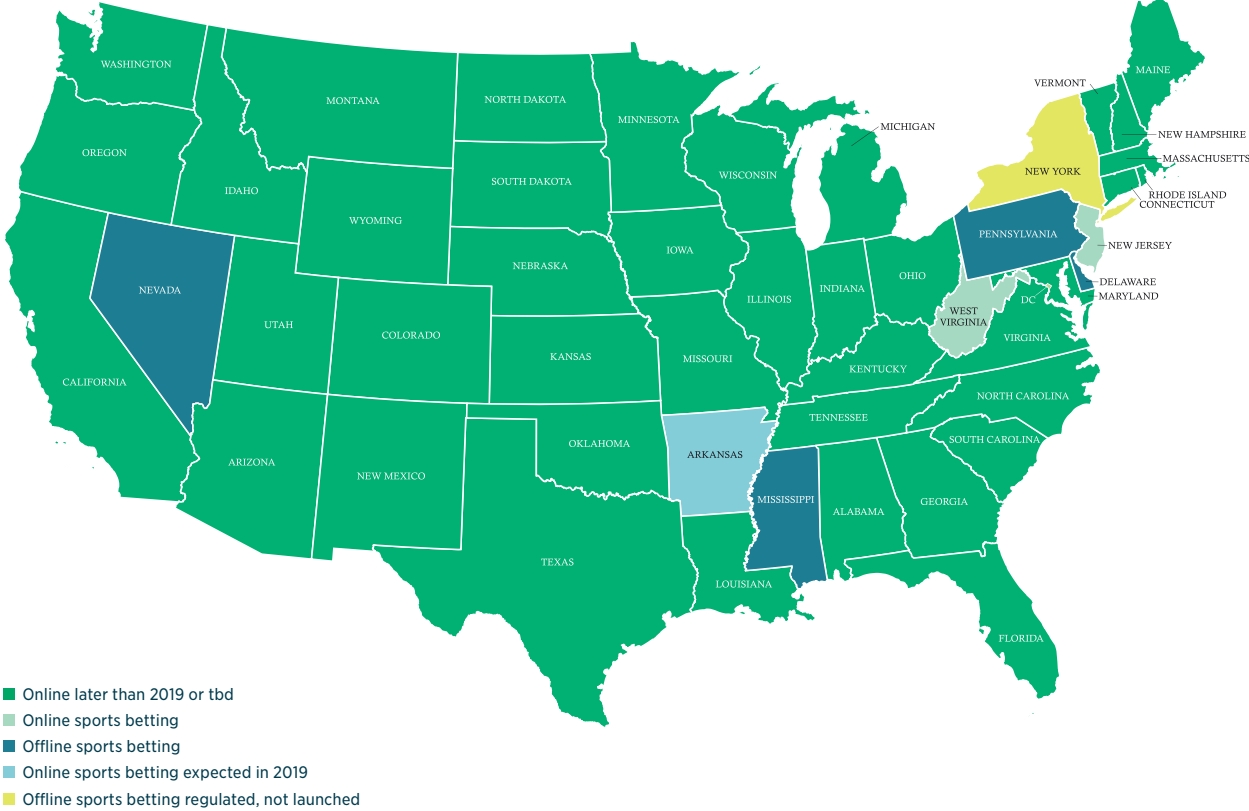 WASHINGTON
MONTANA
NORTH DAKOTA
MINNESOTA
MAINE
VERMONT
MICHIGAN
NEW HAMPSHIRE
OREGON
MASSACHUSETTS
IDAHO
SOUTH DAKOTA
WISCONSIN
NEW YORK
RHODE ISLAND
CONNECTICUT
WYOMING
PENNSYLVANIA
NEW JERSEY
IOWA
NEBRASKA
OHIO
DELAWARE
NEVADA
INDIANA
ILLINOIS
DC
MARYLAND
UTAH
COLORADO
WEST
VIRGINIA
VIRGINIA
KANSAS
MISSOURI
KENTUCKY
CALIFORNIA
NORTH CAROLINA
TENNESSEE
OKLAHOMA
SOUTH CAROLINA
ARKANSAS
ARIZONA
NEW MEXICO
MISSISSIPPI
GEORGIA
ALABAMA
TEXAS
LOUISIANA
FLORIDA
Online later than 2019 or tbd
Online sports betting
Offline sports betting
Online sports betting expected in 2019
Offline sports betting regulated, not launched